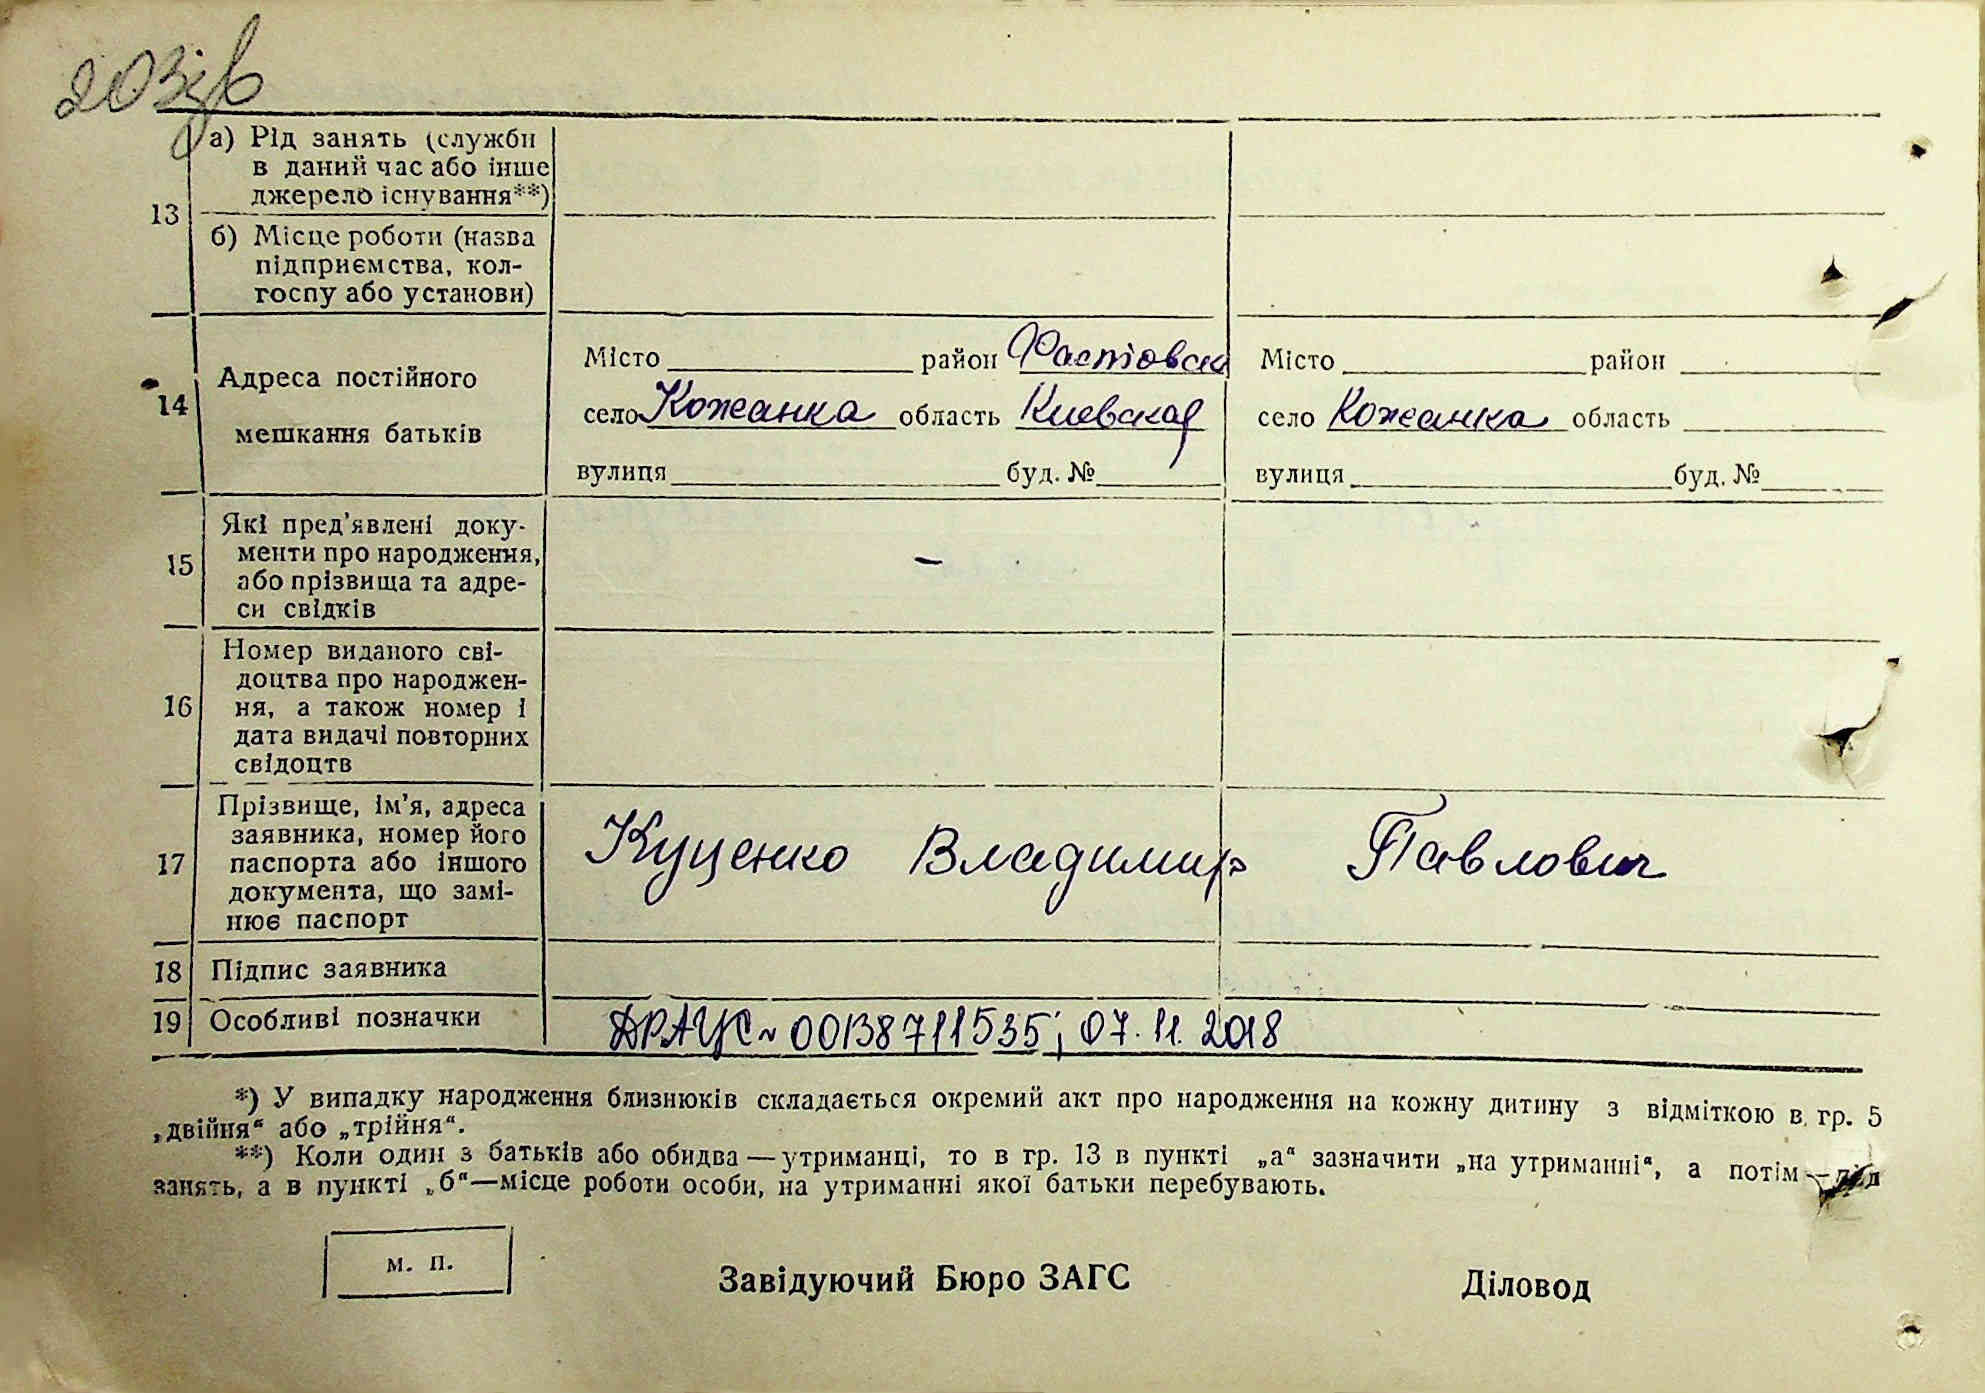 203зв
13
а) Рід занять (служби
в даний час або інше
джерело існування**)
б) Місце роботи (назва
підприємства, кол-
госпу або установи)
14
Адреса постійного
мешкання батьків
Місто район Фастовск
село Кожанка область Киевская
вулиця буд. №
Місто район
село Кожанка область
вулиця буд. №
15
Які пред'явлені доку-
менти про народження,
або прізвища та адре-
си свідків
–
16
Номер виданого сві-
доцтва про народжен-
ня, а також номер і
дата видачі повторних
свідоцтв
17
Прізвище, ім'я, адреса
заявника, номер його
паспорта або іншого
документа, що замі-
нює паспорт
Куценко Владимир Павлович
18 Підпис заявника
19 Особливі позначки
ДРАЦС ~ 00138711535; 07.11.2018
*) У випадку народження близнюків складається окремий акт про народження на кожну дитину з відміткою в гр. 5
„двійня“ або „трійня“.
**) Коли один з батьків або обидва — утриманці, то в гр. 13 в пункті „а“ зазначити „на утриманні“, а потім — рід
занять, а в пункті „б“ — місце роботи особи, на утриманні якої батьки перебувають.
м. п.
Завідуючий Бюро ЗАГС
Діловод